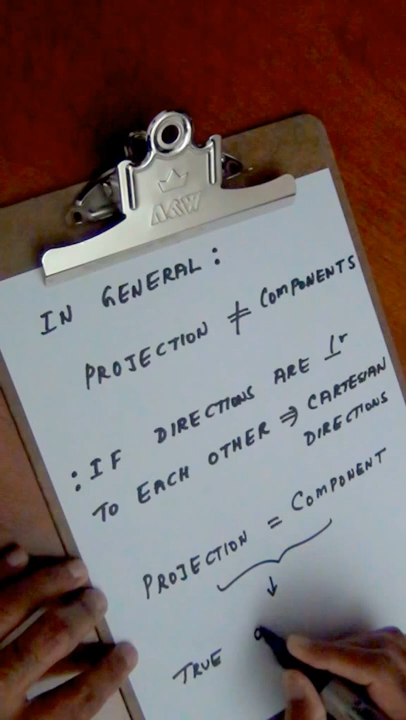 IN GENERAL :
PROJECTION ≠ COMPONENTS
: IF DIRECTIONS ARE ⊥r
TO EACH OTHER ⇒ CARTESIAN
DIRECTIONS
PROJECTION = COMPONENT
↓
TRUE